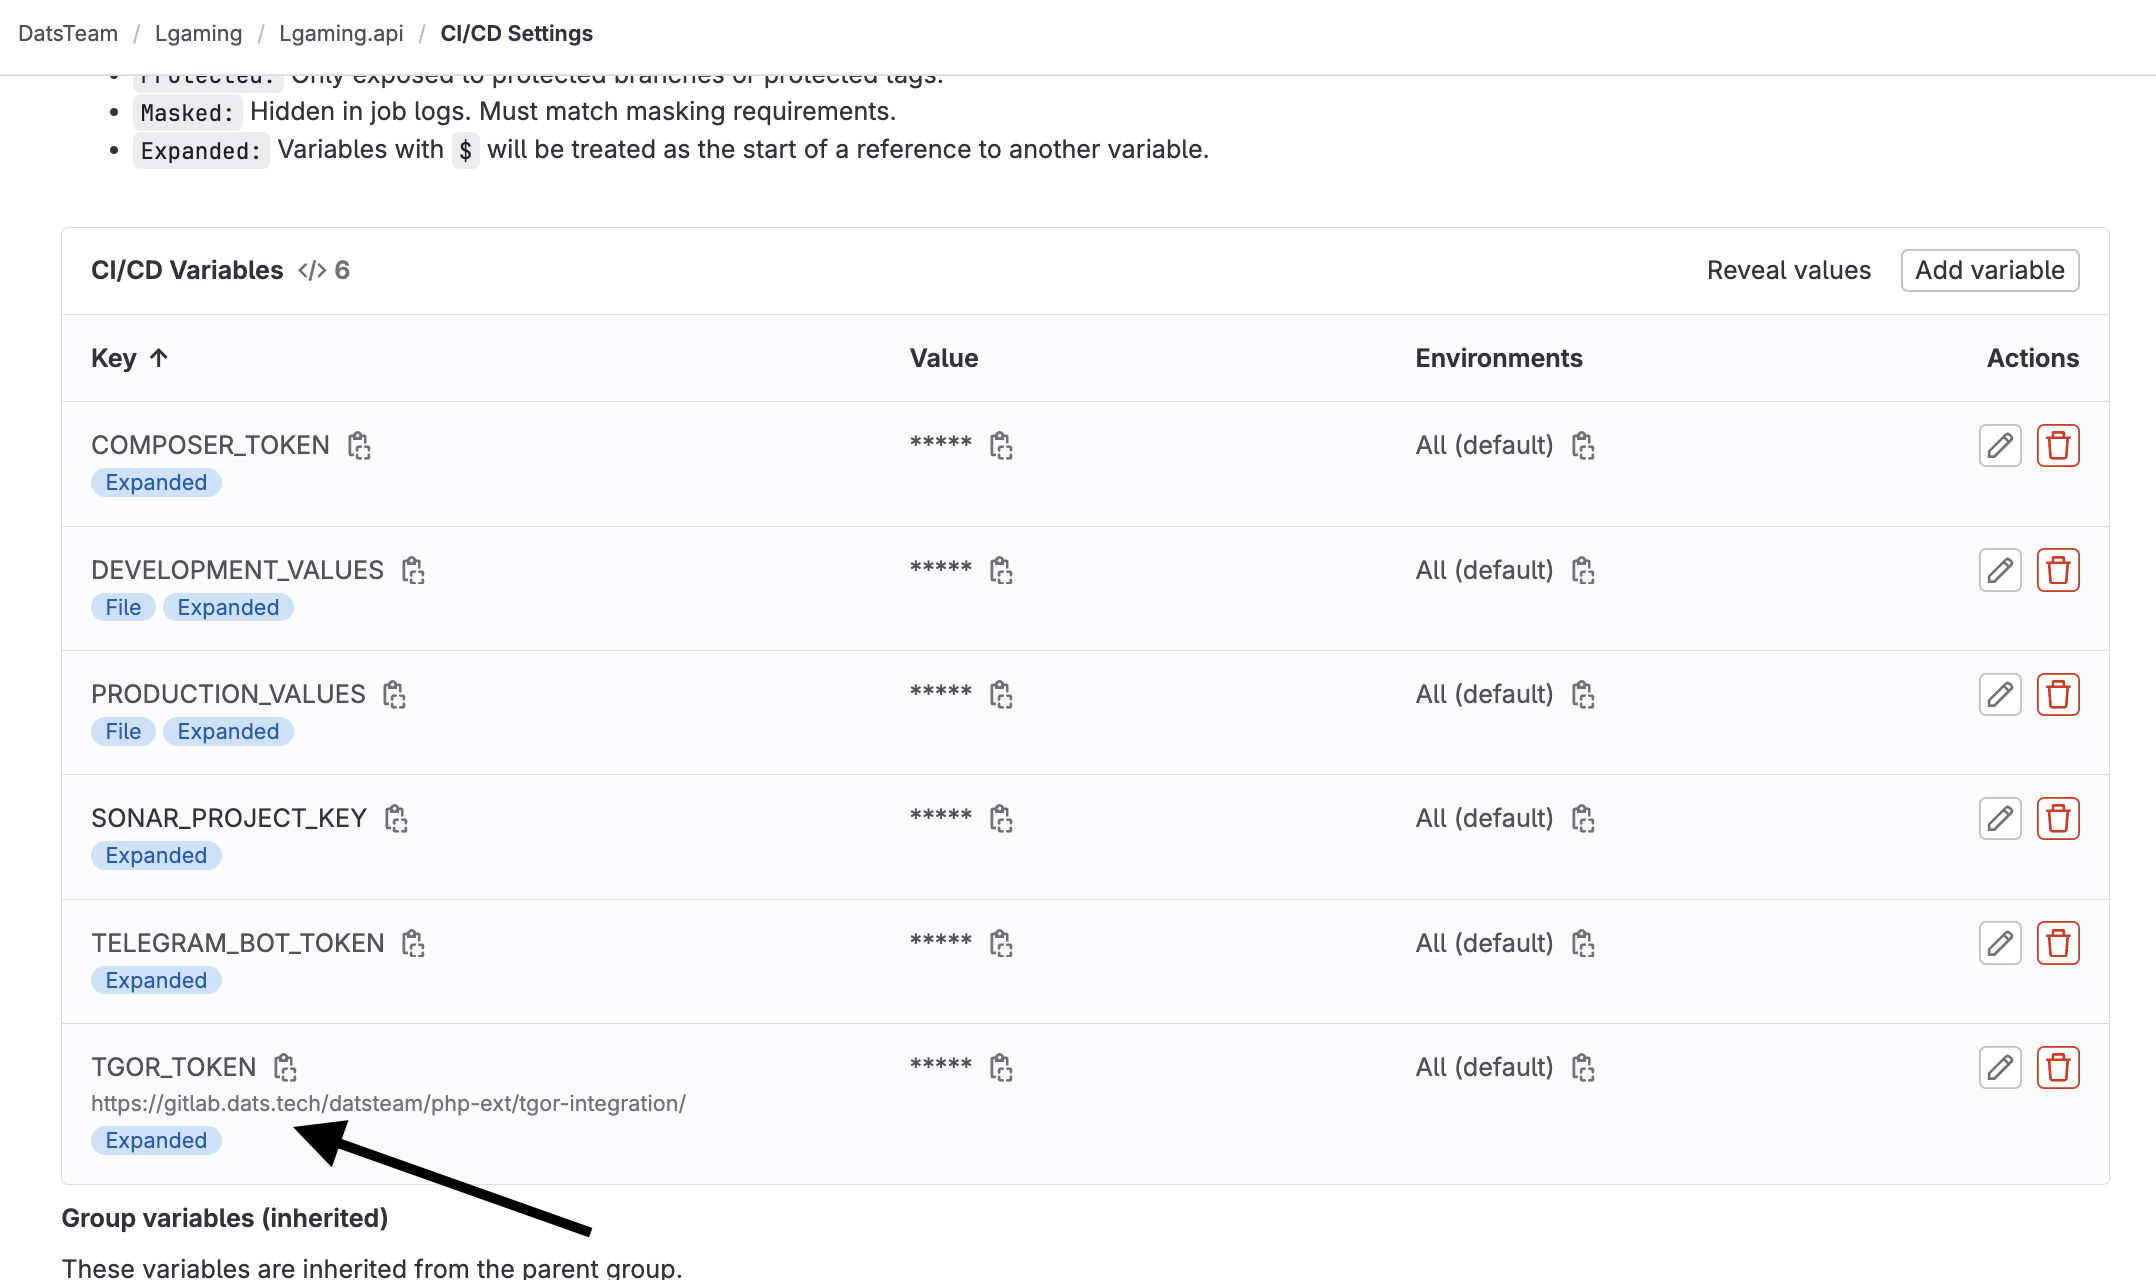 DatsTeam / Lgaming / Lgaming.api / CI/CD Settings
Protected: Only exposed to protected branches or protected tags.
Masked: Hidden in job logs. Must match masking requirements.
Expanded: Variables with $ will be treated as the start of a reference to another variable.
CI/CD Variables </> 6 Reveal values Add variable
Key ↑ Value Environments Actions
COMPOSER_TOKEN ***** All (default)
Expanded
DEVELOPMENT_VALUES ***** All (default)
File Expanded
PRODUCTION_VALUES ***** All (default)
File Expanded
SONAR_PROJECT_KEY ***** All (default)
Expanded
TELEGRAM_BOT_TOKEN ***** All (default)
Expanded
TGOR_TOKEN ***** All (default)
https://gitlab.dats.tech/datsteam/php-ext/tgor-integration/
Expanded
Group variables (inherited)
These variables are inherited from the parent group.